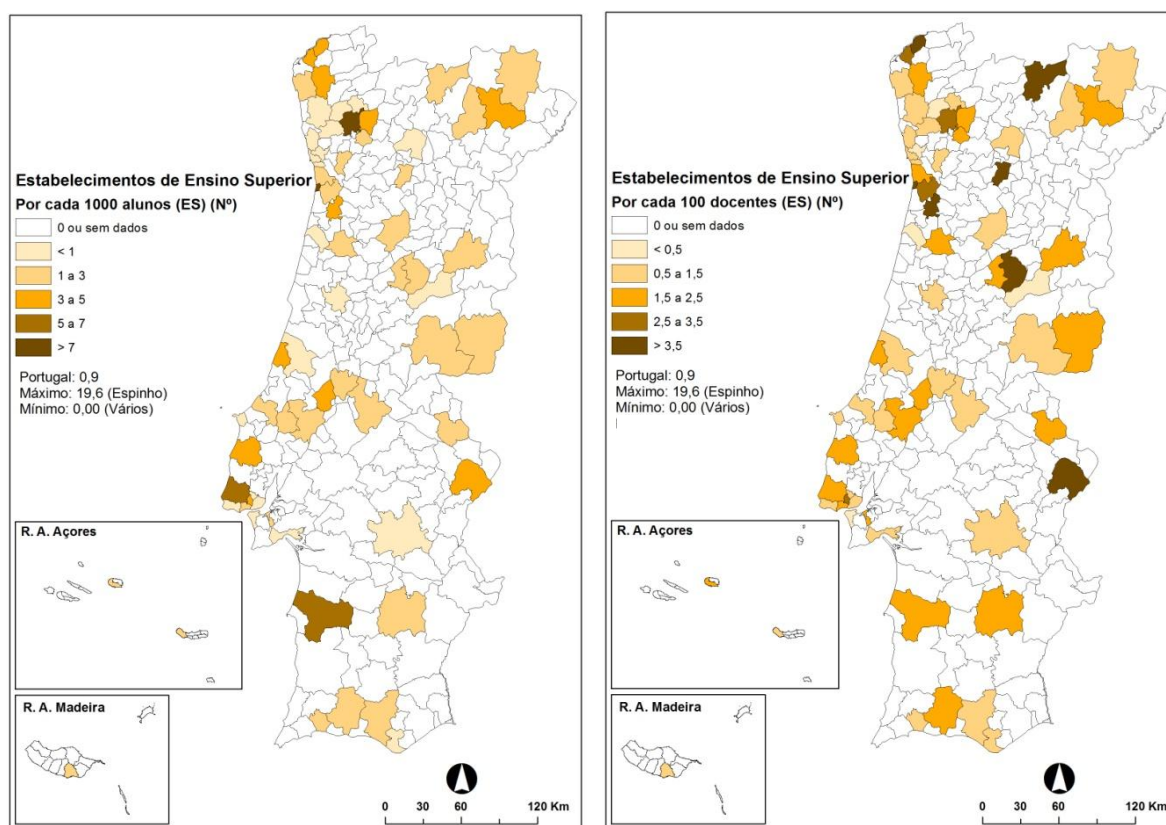 Estabelecimentos de Ensino Superior
Por cada 1000 alunos (ES) (Nº)
0 ou sem dados
< 1
1 a 3
3 a 5
5 a 7
> 7
Portugal: 0,9
Máximo: 19,6 (Espinho)
Mínimo: 0,00 (Vários)
R. A. Açores
R. A. Madeira
0 30 60 120 Km
Estabelecimentos de Ensino Superior
Por cada 100 docentes (ES) (Nº)
0 ou sem dados
< 0,5
0,5 a 1,5
1,5 a 2,5
2,5 a 3,5
> 3,5
Portugal: 0,9
Máximo: 19,6 (Espinho)
Mínimo: 0,00 (Vários)
R. A. Açores
R. A. Madeira
0 30 60 120 Km